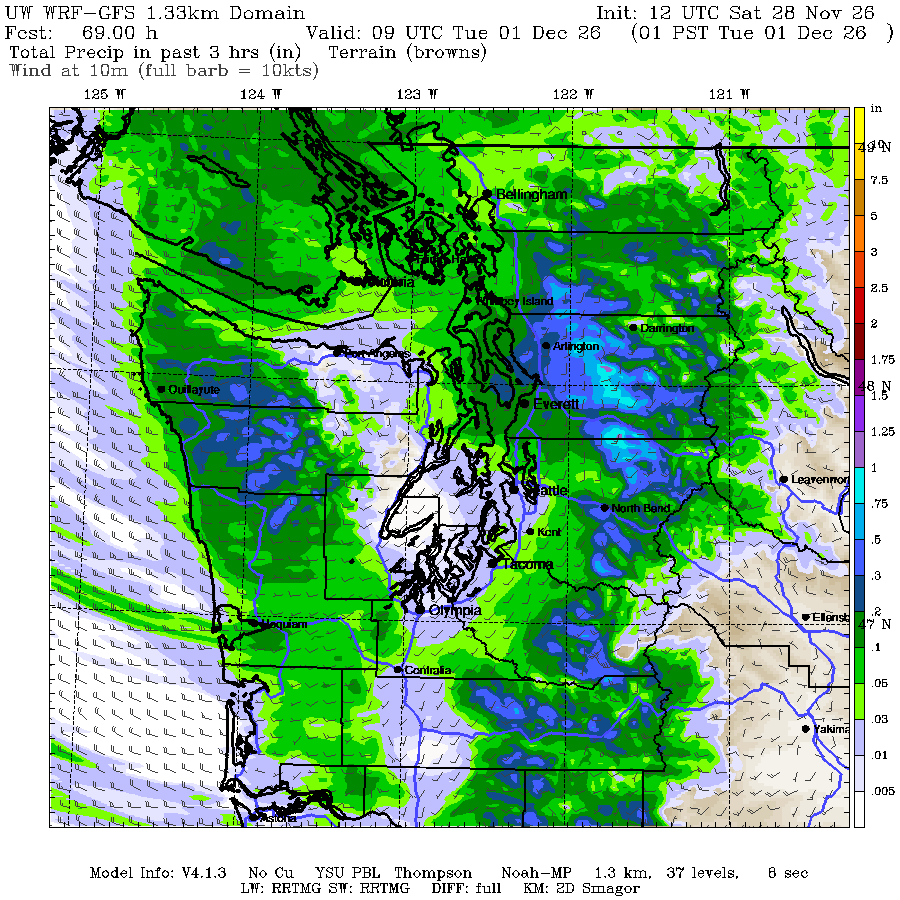 UW WRF-GFS 1.33km Domain Init: 12 UTC Sat 28 Nov 26
Fcst: 69.00 h Valid: 09 UTC Tue 01 Dec 26 (01 PST Tue 01 Dec 26 )
Total Precip in past 3 hrs (in) Terrain (browns)
Wind at 10m (full barb = 10kts)
125 W 124 W 123 W 122 W 121 W
in
49 N
7.5
Bellingham
5
3
Victoria
2.5
Whidbey Island
2
Darrington
Arlington
Port Angeles
1.75
48 N
Quillayute
1.5
Everett
1.25
1
Leavenwor
Seattle
.75
North Bend
Kent
.5
Tacoma
.3
Olympia
.2
Ellensb
Hoquiam
47 N
.1
Centralia
.05
.03
Yakima
.01
.005
Astoria
Model Info: V4.1.3 No Cu YSU PBL Thompson Noah-MP 1.3 km, 37 levels, 8 sec
LW: RRTMG SW: RRTMG DIFF: full KM: 2D Smagor